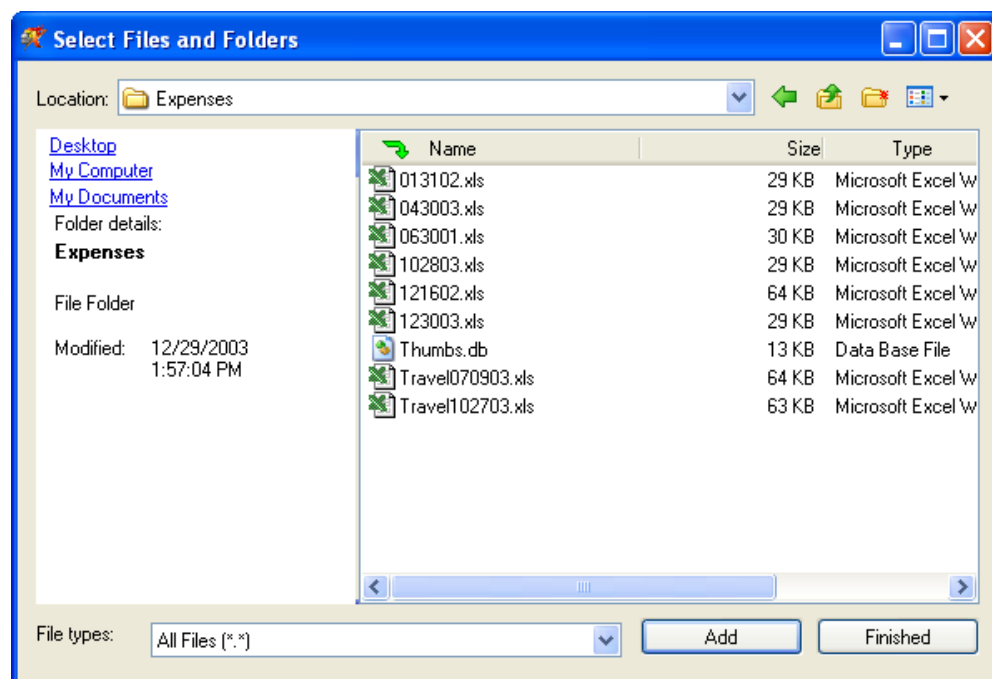 Select Files and Folders
Location: Expenses
Desktop
My Computer
My Documents
Folder details:
Expenses
File Folder
Modified: 12/29/2003
1:57:04 PM
Name Size Type
013102.xls 29 KB Microsoft Excel W
043003.xls 29 KB Microsoft Excel W
063001.xls 30 KB Microsoft Excel W
102803.xls 29 KB Microsoft Excel W
121602.xls 64 KB Microsoft Excel W
123003.xls 29 KB Microsoft Excel W
Thumbs.db 13 KB Data Base File
Travel070903.xls 64 KB Microsoft Excel W
Travel102703.xls 63 KB Microsoft Excel W
File types: All Files (*.*) Add Finished